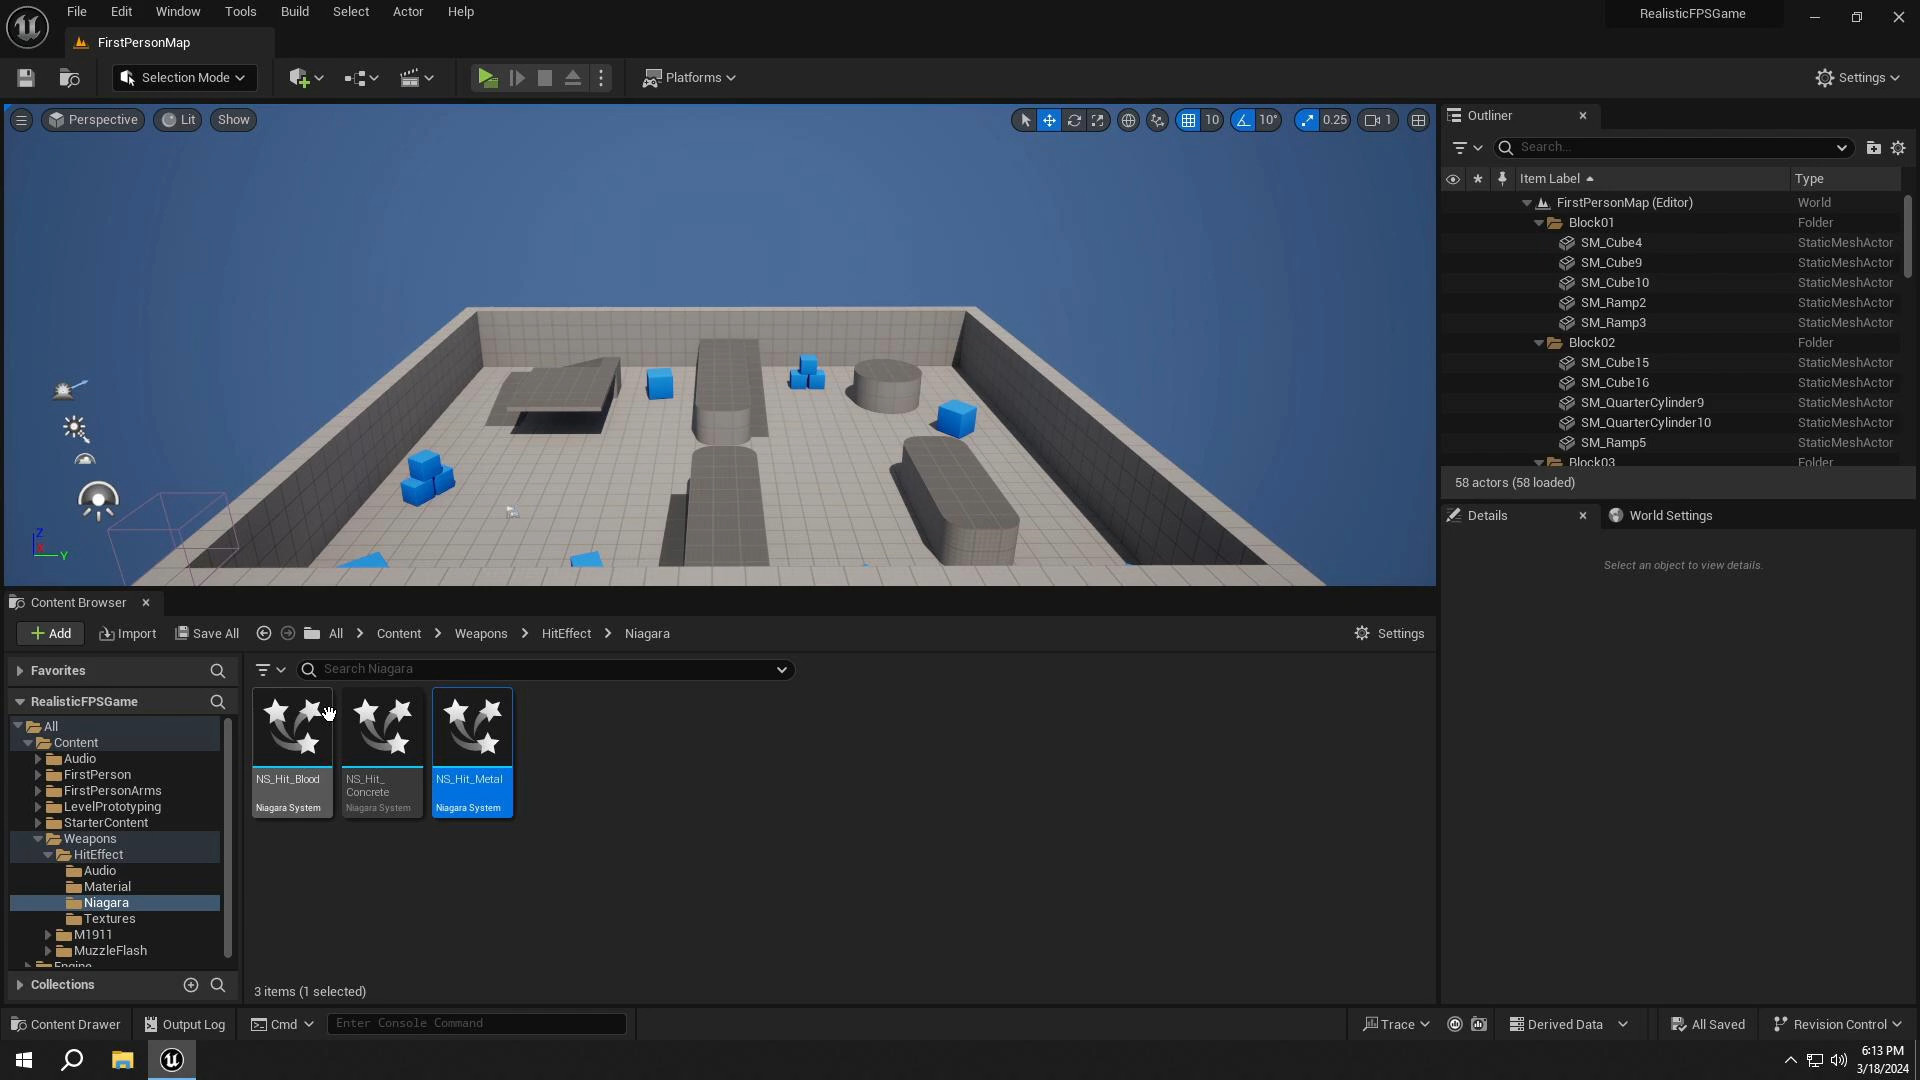 File Edit Window Tools Build Select Actor Help
RealisticFPSGame
FirstPersonMap
Selection Mode
Platforms
Settings
Perspective Lit Show
10 10° 0.25 1
Outliner
Search...
Item Label Type
FirstPersonMap (Editor) World
Block01 Folder
SM_Cube4 StaticMeshActor
SM_Cube9 StaticMeshActor
SM_Cube10 StaticMeshActor
SM_Ramp2 StaticMeshActor
SM_Ramp3 StaticMeshActor
Block02 Folder
SM_Cube15 StaticMeshActor
SM_Cube16 StaticMeshActor
SM_QuarterCylinder9 StaticMeshActor
SM_QuarterCylinder10 StaticMeshActor
SM_Ramp5 StaticMeshActor
Block03 Folder
58 actors (58 loaded)
Details World Settings
Select an object to view details.
Z
Y
Content Browser
Add Import Save All All Content Weapons HitEffect Niagara Settings
Favorites
Search Niagara
RealisticFPSGame
All
Content
Audio
FirstPerson
FirstPersonArms
LevelPrototyping
StarterContent
Weapons
HitEffect
Audio
Material
Niagara
Textures
M1911
MuzzleFlash
Engine
Collections
NS_Hit_Blood
Niagara System
NS_Hit_
Concrete
Niagara System
NS_Hit_Metal
Niagara System
3 items (1 selected)
Content Drawer Output Log Cmd Enter Console Command Trace Derived Data All Saved Revision Control
6:13 PM
3/18/2024